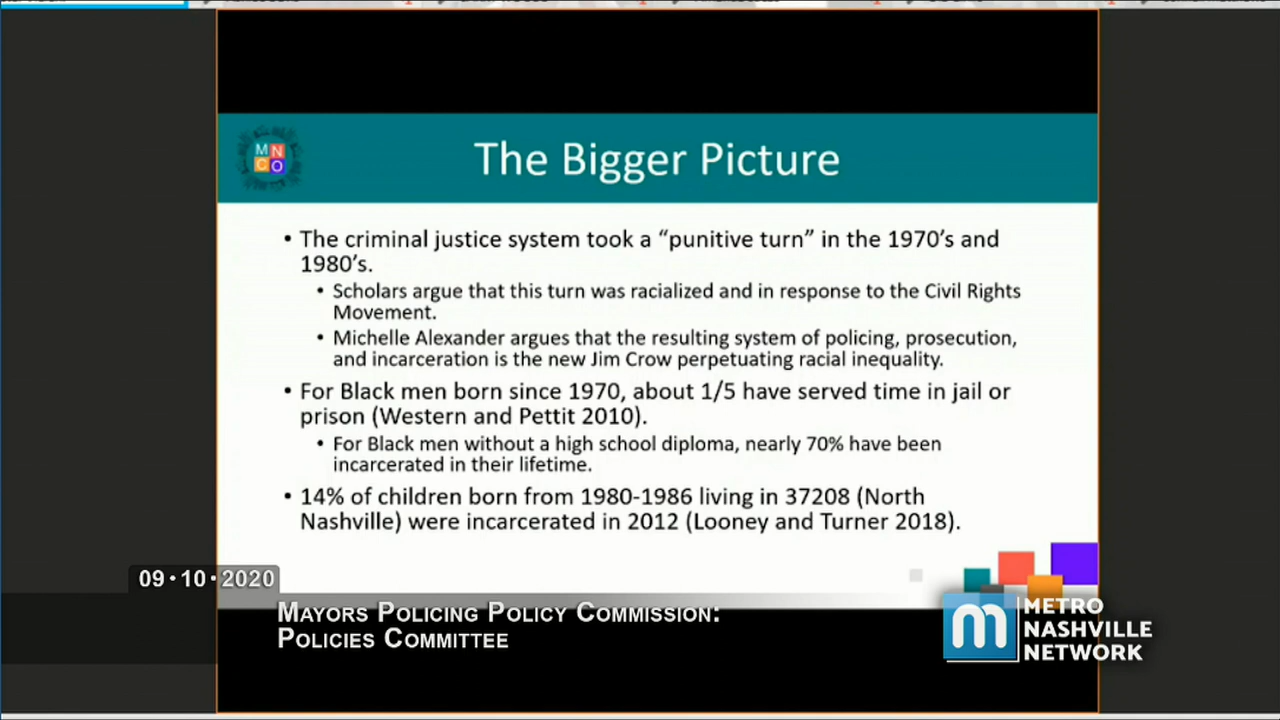 MN
CO
The Bigger Picture
• The criminal justice system took a “punitive turn” in the 1970’s and
1980’s.
• Scholars argue that this turn was racialized and in response to the Civil Rights
Movement.
• Michelle Alexander argues that the resulting system of policing, prosecution,
and incarceration is the new Jim Crow perpetuating racial inequality.
• For Black men born since 1970, about 1/5 have served time in jail or
prison (Western and Pettit 2010).
• For Black men without a high school diploma, nearly 70% have been
incarcerated in their lifetime.
• 14% of children born from 1980-1986 living in 37208 (North
Nashville) were incarcerated in 2012 (Looney and Turner 2018).
09•10•2020
MAYORS POLICING POLICY COMMISSION:
POLICIES COMMITTEE
m
METRO
NASHVILLE
NETWORK